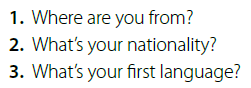 1. Where are you from?
2. What's your nationality?
3. What's your first language?